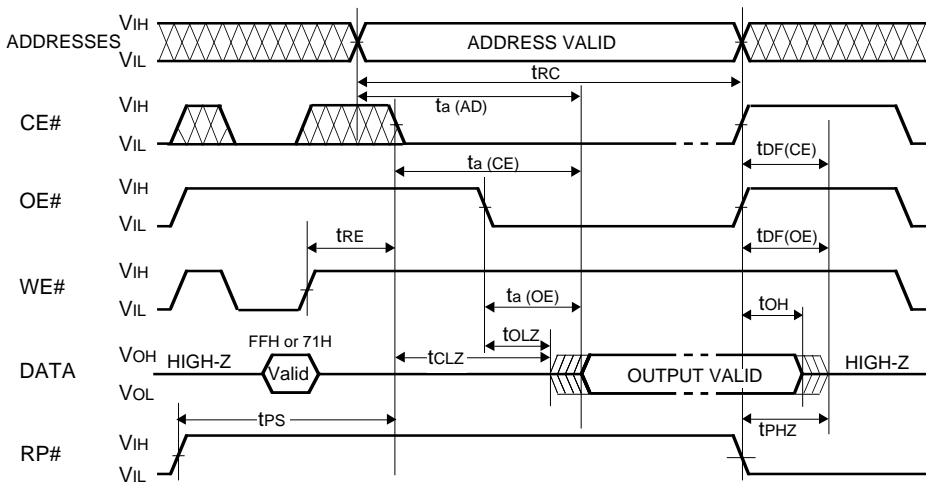 VIH
ADDRESSES
ADDRESS VALID
VIL
tRC
ta (AD)
VIH
CE#
VIL
tDF(CE)
ta (CE)
VIH
OE#
VIL
tRE
tDF(OE)
VIH
WE#
VIL
ta (OE)
tOH
tOLZ
FFH or 71H
VOH
HIGH-Z
tCLZ
HIGH-Z
DATA
Valid
OUTPUT VALID
VOL
tPS
tPHZ
VIH
RP#
VIL